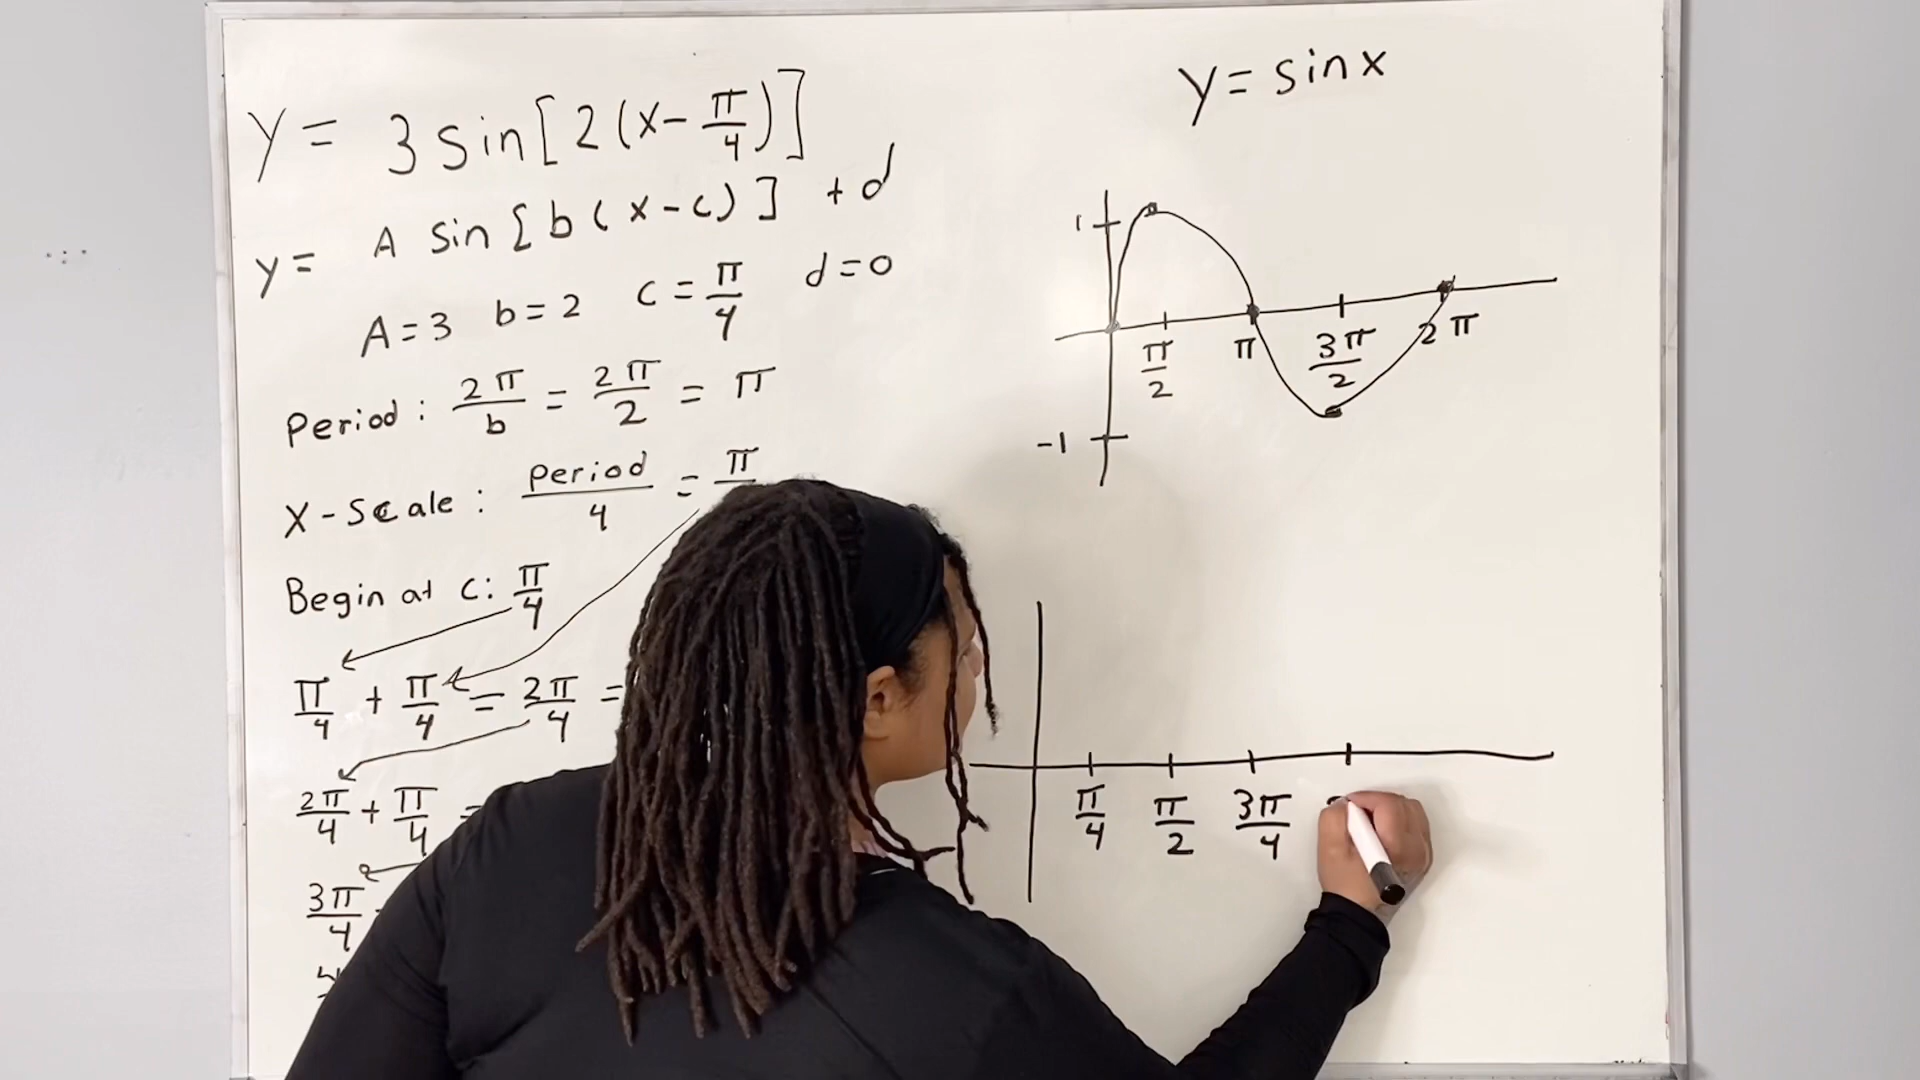 y = 3 sin[2(x-π/4)]
y = A sin[b(x-c)] + d
A=3 b=2 c=π/4 d=0
Period: 2π/b = 2π/2 = π
X-Scale: period/4 = π
Begin at c: π/4
π/4 + π/4 = 2π/4 =
2π/4 + π/4 =
3π/4
y = sin x
1
π/2 π 3π/2 2π
-1
π/4 π/2 3π/4